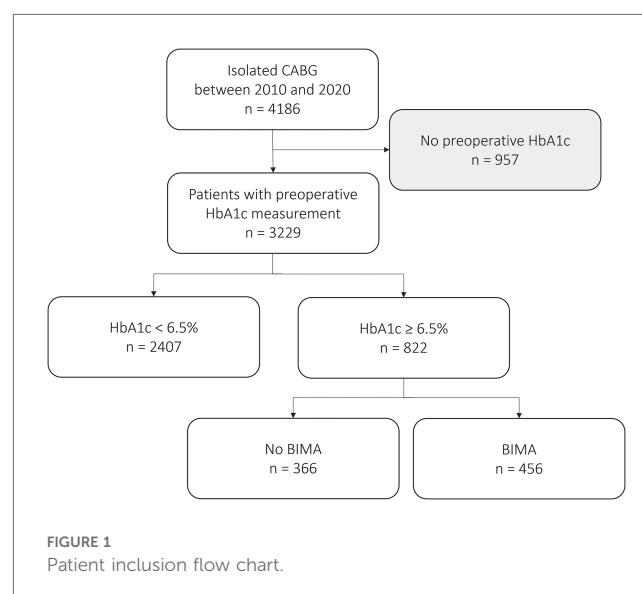 Isolated CABG
between 2010 and 2020
n = 4186
No preoperative HbA1c
n = 957
Patients with preoperative
HbA1c measurement
n = 3229
HbA1c < 6.5%
n = 2407
HbA1c ≥ 6.5%
n = 822
No BIMA
n = 366
BIMA
n = 456
FIGURE 1
Patient inclusion flow chart.